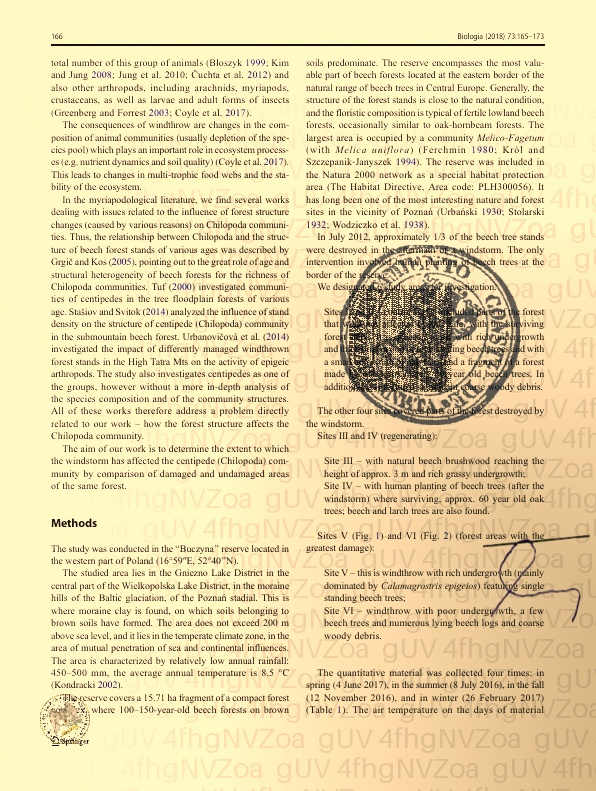 166
Biologia (2018) 73:165–173
total number of this group of animals (Błoszyk 1999; Kim
and Jung 2008; Jung et al. 2010; Čuchta et al. 2012) and
also other arthropods, including arachnids, myriapods,
crustaceans, as well as larvae and adult forms of insects
(Greenberg and Forrest 2003; Coyle et al. 2017).
The consequences of windthrow are changes in the com-
position of animal communities (usually depletion of the spe-
cies pool) which plays an important role in ecosystem process-
es (e.g. nutrient dynamics and soil quality) (Coyle et al. 2017).
This leads to changes in multi-trophic food webs and the sta-
bility of the ecosystem.
In the myriapodological literature, we find several works
dealing with issues related to the influence of forest structure
changes (caused by various reasons) on Chilopoda communi-
ties. Thus, the relationship between Chilopoda and the struc-
ture of beech forest stands of various ages was described by
Grgič and Kos (2005), pointing out to the great role of age and
structural heterogeneity of beech forests for the richness of
Chilopoda communities. Tuf (2000) investigated communi-
ties of centipedes in the tree floodplain forests of various
age. Stašiov and Svitok (2014) analyzed the influence of stand
density on the structure of centipede (Chilopoda) community
in the submountain beech forest. Urbanovičová et al. (2014)
investigated the impact of differently managed windthrown
forest stands in the High Tatra Mts on the activity of epigeic
arthropods. The study also investigates centipedes as one of
the groups, however without a more in-depth analysis of
the species composition and of the community structures.
All of these works therefore address a problem directly
related to our work – how the forest structure affects the
Chilopoda community.
The aim of our work is to determine the extent to which
the windstorm has affected the centipede (Chilopoda) com-
munity by comparison of damaged and undamaged areas
of the same forest.
Methods
The study was conducted in the “Buczyna” reserve located in
the western part of Poland (16°59″E, 52°40″N).
The studied area lies in the Gniezno Lake District in the
central part of the Wielkopolska Lake District, in the moraine
hills of the Baltic glaciation, of the Poznań stadial. This is
where moraine clay is found, on which soils belonging to
brown soils have formed. The area does not exceed 200 m
above sea level, and it lies in the temperate climate zone, in the
area of mutual penetration of sea and continental influences.
The area is characterized by relatively low annual rainfall:
450–500 mm, the average annual temperature is 8.5 °C
(Kondracki 2002).
The reserve covers a 15.71 ha fragment of a compact forest
where 100–150-year-old beech forests on brown
soils predominate. The reserve encompasses the most valu-
able part of beech forests located at the eastern border of the
natural range of beech trees in Central Europe. Generally, the
structure of the forest stands is close to the natural condition,
and the floristic composition is typical of fertile lowland beech
forests, occasionally similar to oak-hornbeam forests. The
largest area is occupied by a community Melico-Fagetum
(with Melica uniflora) (Ferchmin 1980; Król and
Szczepanik-Janyszek 1994). The reserve was included in
the Natura 2000 network as a special habitat protection
area (The Habitat Directive, Area code: PLH300056). It
has long been one of the most interesting nature and forest
sites in the vicinity of Poznań (Urbański 1930; Stolarski
1932; Wodziczko et al. 1938).
In July 2012, approximately 1/3 of the beech tree stands
were destroyed in the aftermath of a windstorm. The only
intervention involved human planting of beech trees at the
border of the reserve.
We designated 6 study areas for investigation:
Sites included parts of the forest
that with the surviving
forest with rich undergrowth
and beech trees and with
a small and a fragment of a forest
made year old beech trees. In
addition coarse woody debris.
The other four sites covered parts of the forest destroyed by
the windstorm.
Sites III and IV (regenerating):
Site III – with natural beech brushwood reaching the
height of approx. 3 m and rich grassy undergrowth;
Site IV – with human planting of beech trees (after the
windstorm) where surviving, approx. 60 year old oak
trees; beech and larch trees are also found.
Sites V (Fig. 1) and VI (Fig. 2) (forest areas with the
greatest damage):
Site V – this is windthrow with rich undergrowth (mainly
dominated by Calamagrostis epigeios) featuring single
standing beech trees;
Site VI – windthrow with poor undergrowth, a few
beech trees and numerous lying beech logs and coarse
woody debris.
The quantitative material was collected four times: in
spring (4 June 2017), in the summer (8 July 2016), in the fall
(12 November 2016), and in winter (26 February 2017)
(Table 1). The air temperature on the days of material
Springer
4fhgNVZoa gUV